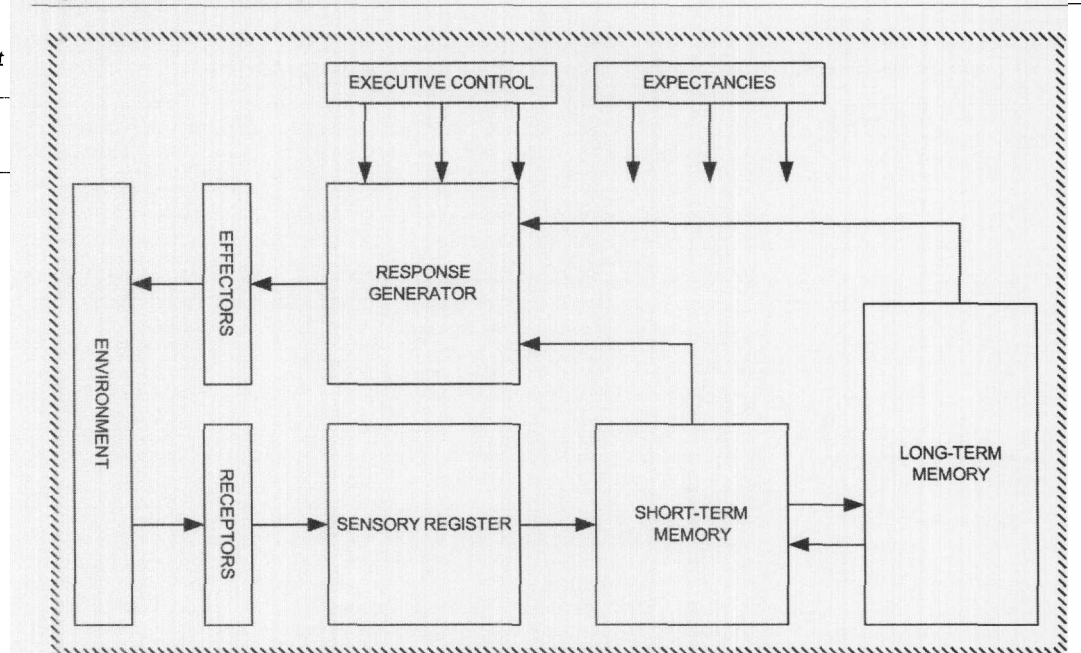 t
EXECUTIVE CONTROL
EXPECTANCIES
ENVIRONMENT
EFFECTORS
RESPONSE
GENERATOR
RECEPTORS
SENSORY REGISTER
SHORT-TERM
MEMORY
LONG-TERM
MEMORY